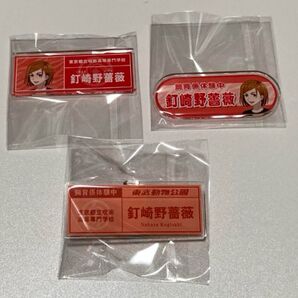 東京都立呪術高等専門学校
釘崎野薔薇
飼育係体験中
釘崎野薔薇
飼育係体験中
東武動物公園
東京都立呪術
高等専門学校
釘崎野薔薇
Nobara Kugisaki